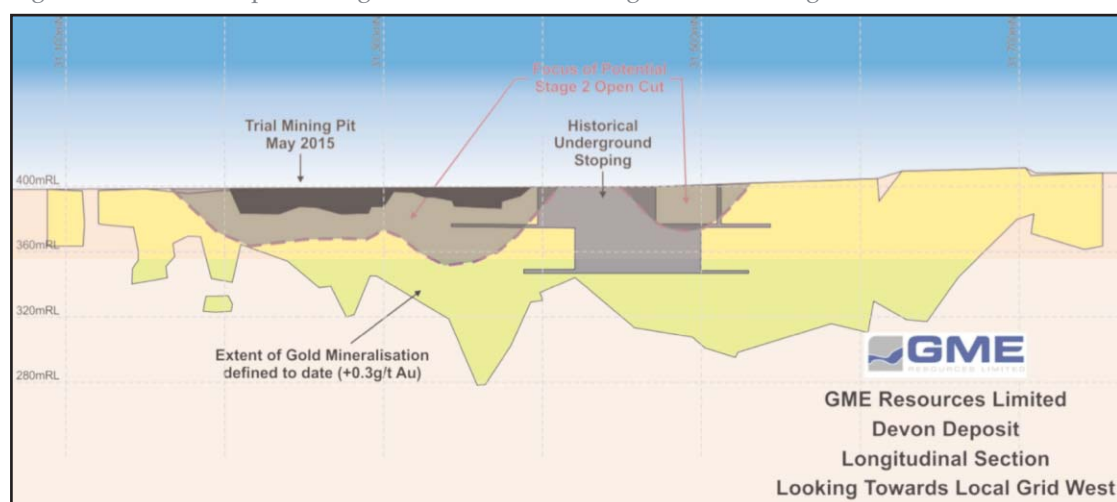 Focus of Potential
Stage 2 Open Cut
Trial Mining Pit
May 2015
Historical
Underground
Stoping
400mRL
360mRL
320mRL
280mRL
Extent of Gold Mineralisation
defined to date (+0.3g/t Au)
GME
RESOURCES LIMITED
GME Resources Limited
Devon Deposit
Longitudinal Section
Looking Towards Local Grid West